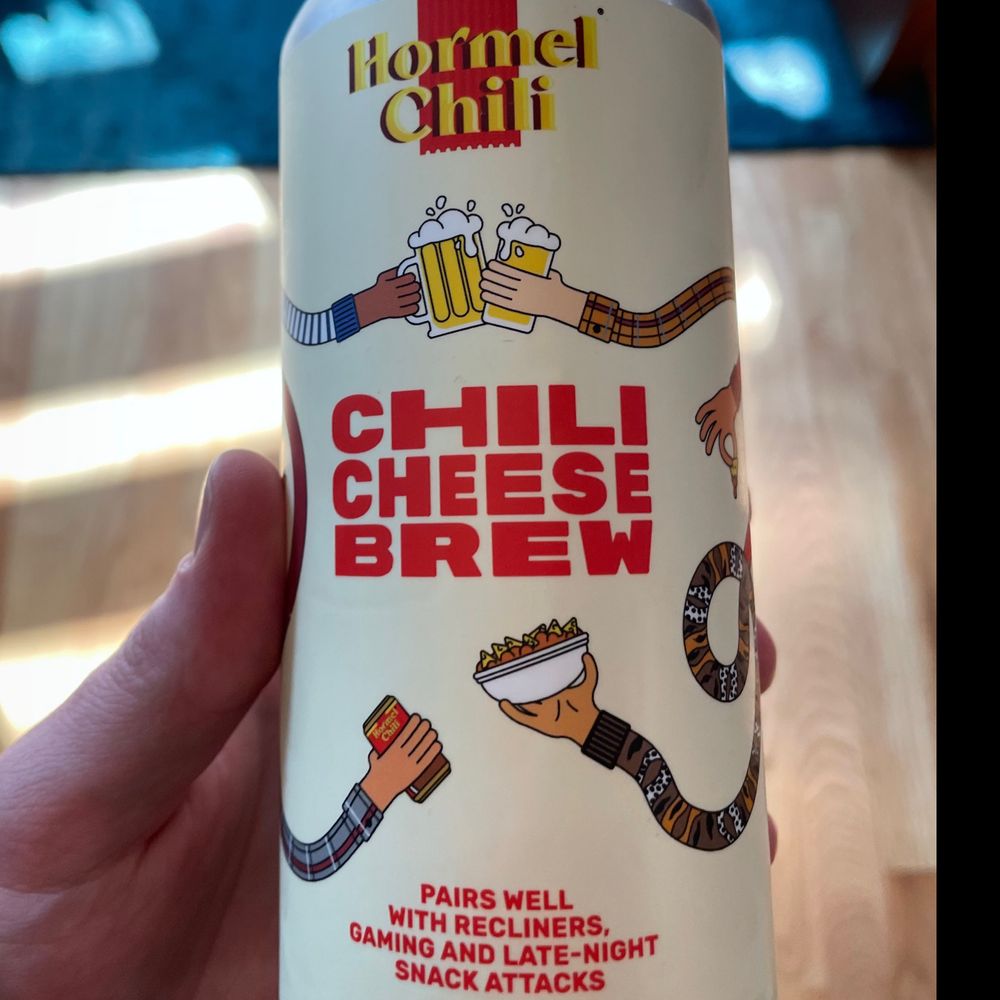 Hormel
Chili
CHILI
CHEESE
BREW
Hormel
Chili
PAIRS WELL
WITH RECLINERS,
GAMING AND LATE-NIGHT
SNACK ATTACKS